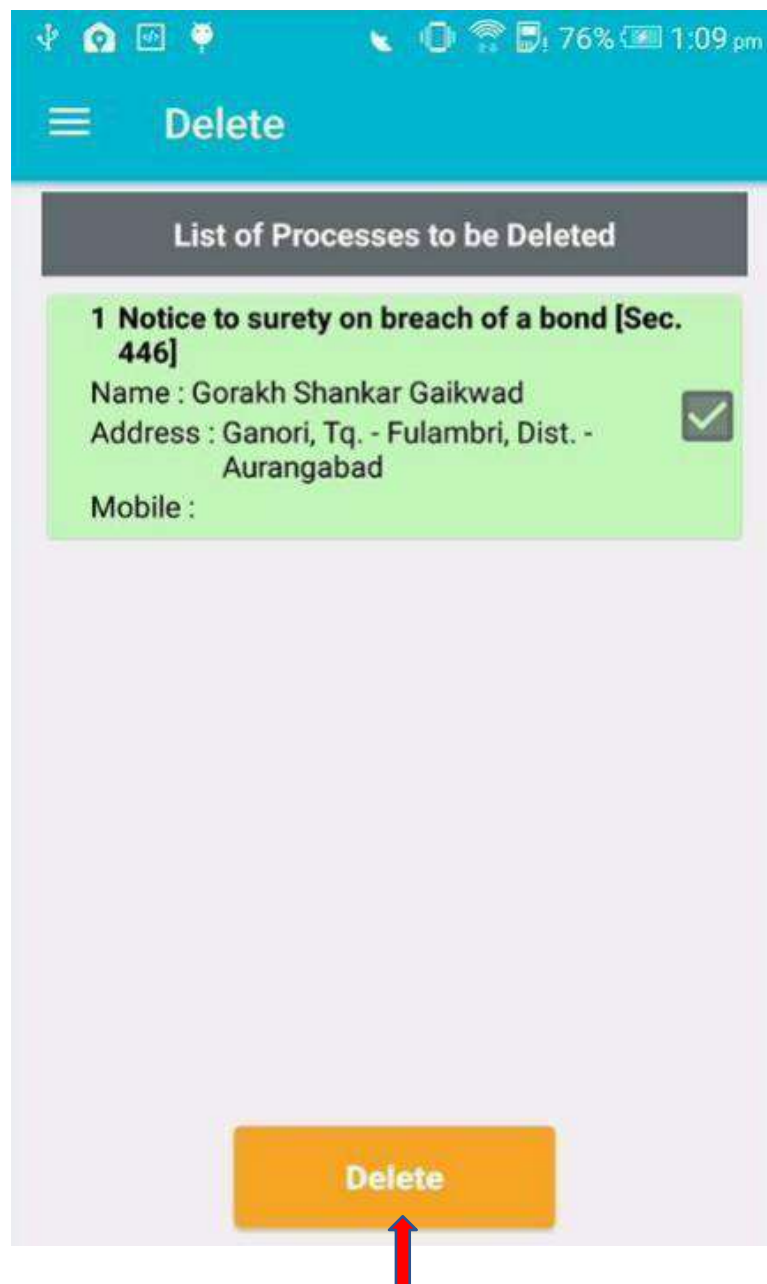 76% 1:09 pm
Delete
List of Processes to be Deleted
1 Notice to surety on breach of a bond [Sec.
446]
Name : Gorakh Shankar Gaikwad
Address : Ganori, Tq. - Fulambri, Dist. -
Aurangabad
Mobile :
Delete